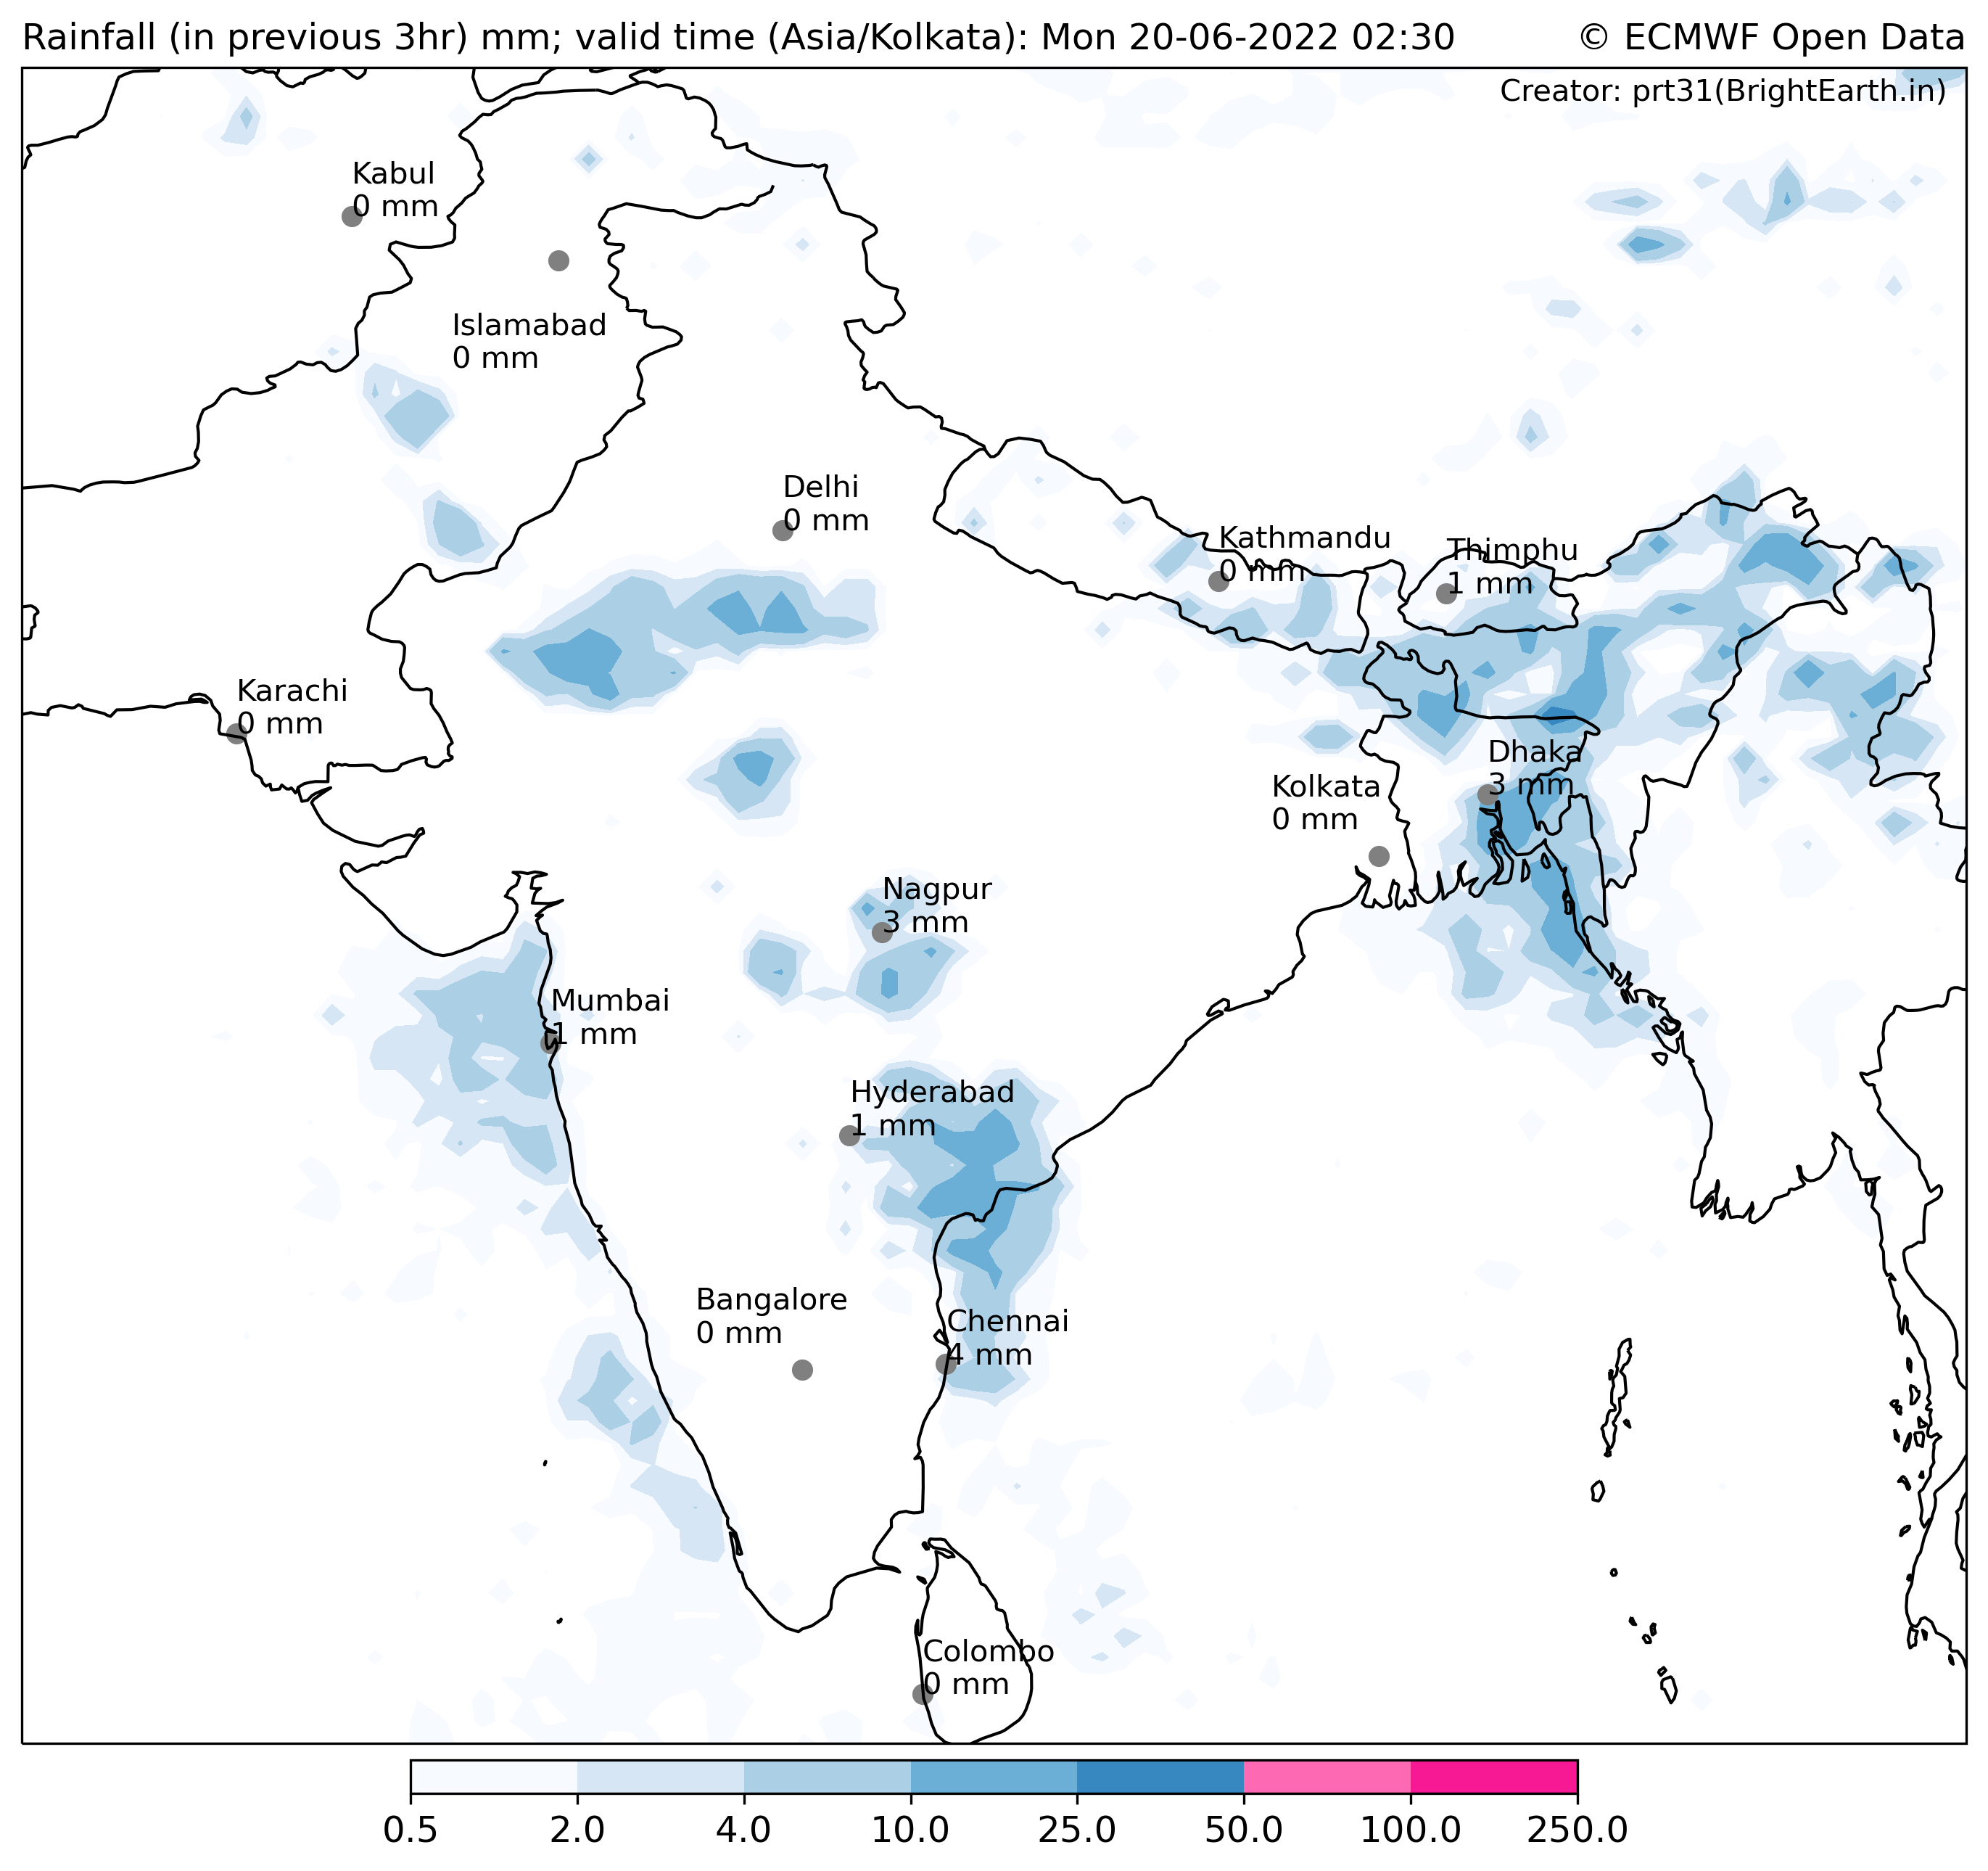 Rainfall (in previous 3hr) mm; valid time (Asia/Kolkata): Mon 20-06-2022 02:30
© ECMWF Open Data
Creator: prt31(BrightEarth.in)
Kabul
0 mm
Islamabad
0 mm
Delhi
0 mm
Kathmandu
0 mm
Thimphu
1 mm
Karachi
0 mm
Dhaka
3 mm
Kolkata
0 mm
Nagpur
3 mm
Mumbai
1 mm
Hyderabad
1 mm
Bangalore
0 mm
Chennai
4 mm
Colombo
0 mm
0.5 2.0 4.0 10.0 25.0 50.0 100.0 250.0